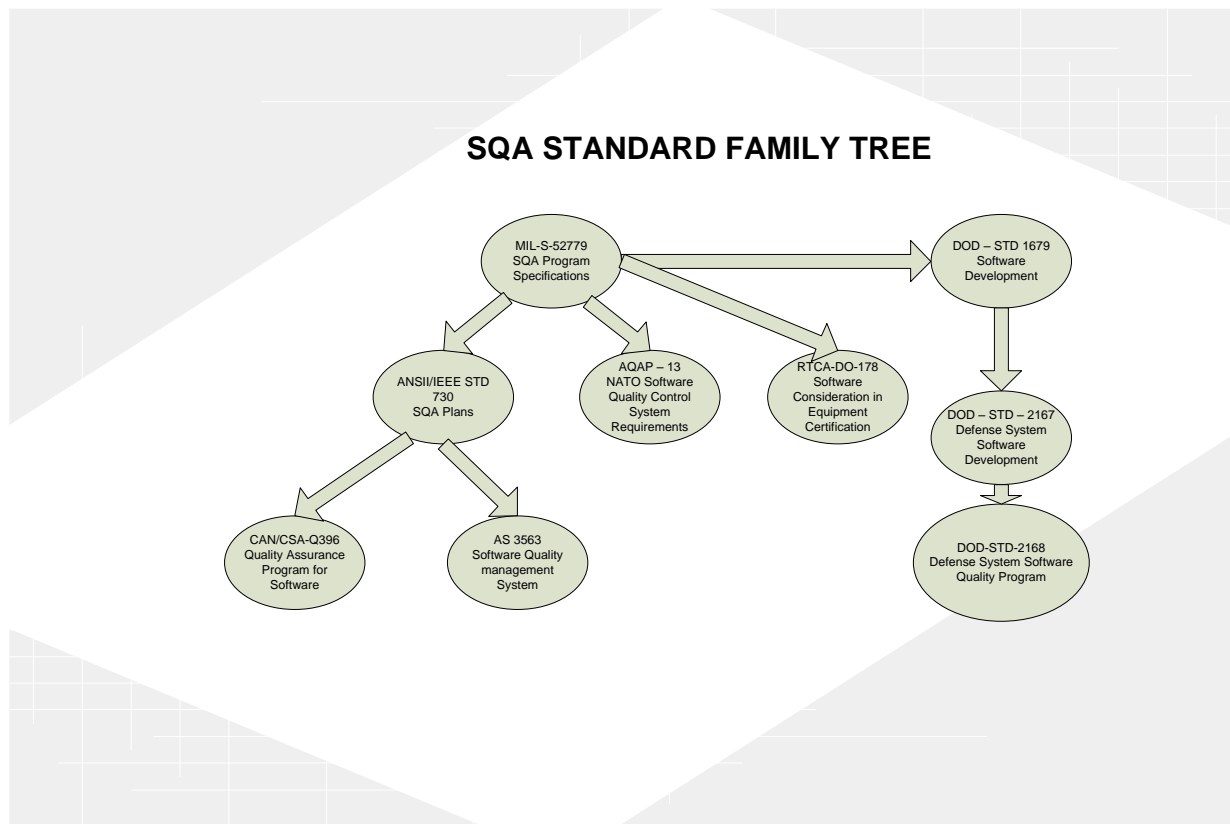 SQA STANDARD FAMILY TREE
MIL-S-52779
SQA Program
Specifications
DOD – STD 1679
Software
Development
ANSII/IEEE STD
730
SQA Plans
AQAP – 13
NATO Software
Quality Control
System
Requirements
RTCA-DO-178
Software
Consideration in
Equipment
Certification
DOD – STD – 2167
Defense System
Software
Development
CAN/CSA-Q396
Quality Assurance
Program for
Software
AS 3563
Software Quality
management
System
DOD-STD-2168
Defense System Software
Quality Program